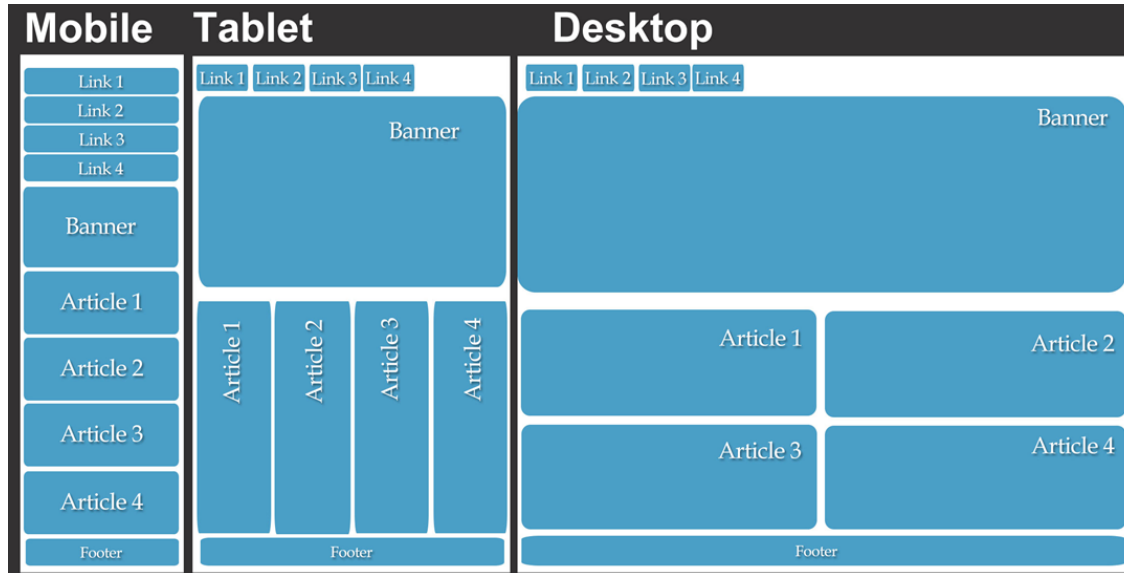 Mobile
Link 1
Link 2
Link 3
Link 4
Banner
Article 1
Article 2
Article 3
Article 4
Footer
Tablet
Link 1 Link 2 Link 3 Link 4
Banner
Article 1
Article 2
Article 3
Article 4
Footer
Desktop
Link 1 Link 2 Link 3 Link 4
Banner
Article 1 Article 2
Article 3 Article 4
Footer